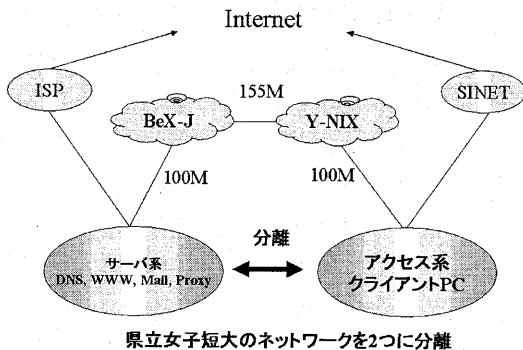 Internet
ISP
SINET
155M
BeX-J
Y-NIX
100M
100M
分離
サーバ系
DNS, WWW, Mail, Proxy
アクセス系
クライアントPC
県立女子短大のネットワークを2つに分離